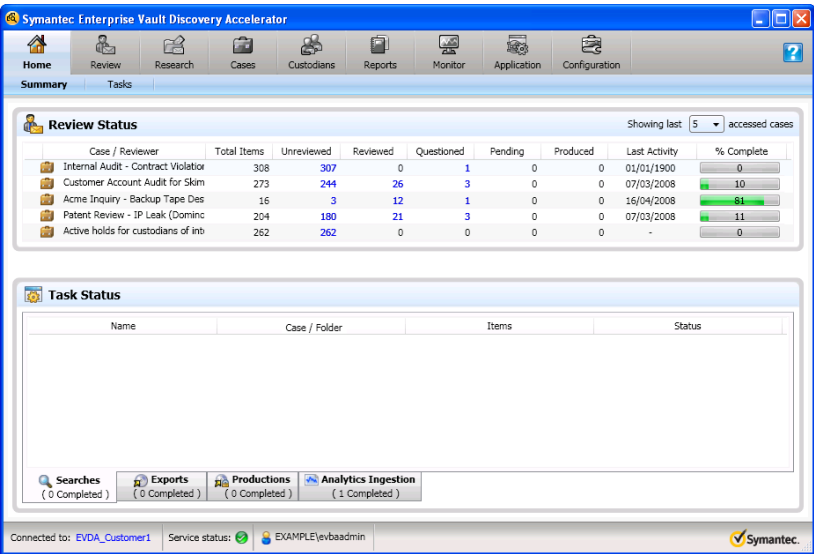 Symantec Enterprise Vault Discovery Accelerator
Home Review Research Cases Custodians Reports Monitor Application Configuration ?
Summary Tasks
Review Status Showing last 5 accessed cases
Case / Reviewer Total Items Unreviewed Reviewed Questioned Pending Produced Last Activity % Complete
Internal Audit - Contract Violation 308 307 0 1 0 0 01/01/1900 0
Customer Account Audit for Skim 273 244 26 3 0 0 07/03/2008 10
Acme Inquiry - Backup Tape Des 16 3 12 1 0 0 16/04/2008 81
Patent Review - IP Leak (Domino 204 180 21 3 0 0 07/03/2008 11
Active holds for custodians of int 262 262 0 0 0 0 - 0
Task Status
Name Case / Folder Items Status
Searches Exports Productions Analytics Ingestion
( 0 Completed ) ( 0 Completed ) ( 0 Completed ) ( 1 Completed )
Connected to: EVDA_Customer1 Service status: EXAMPLE\evbaadmin Symantec.